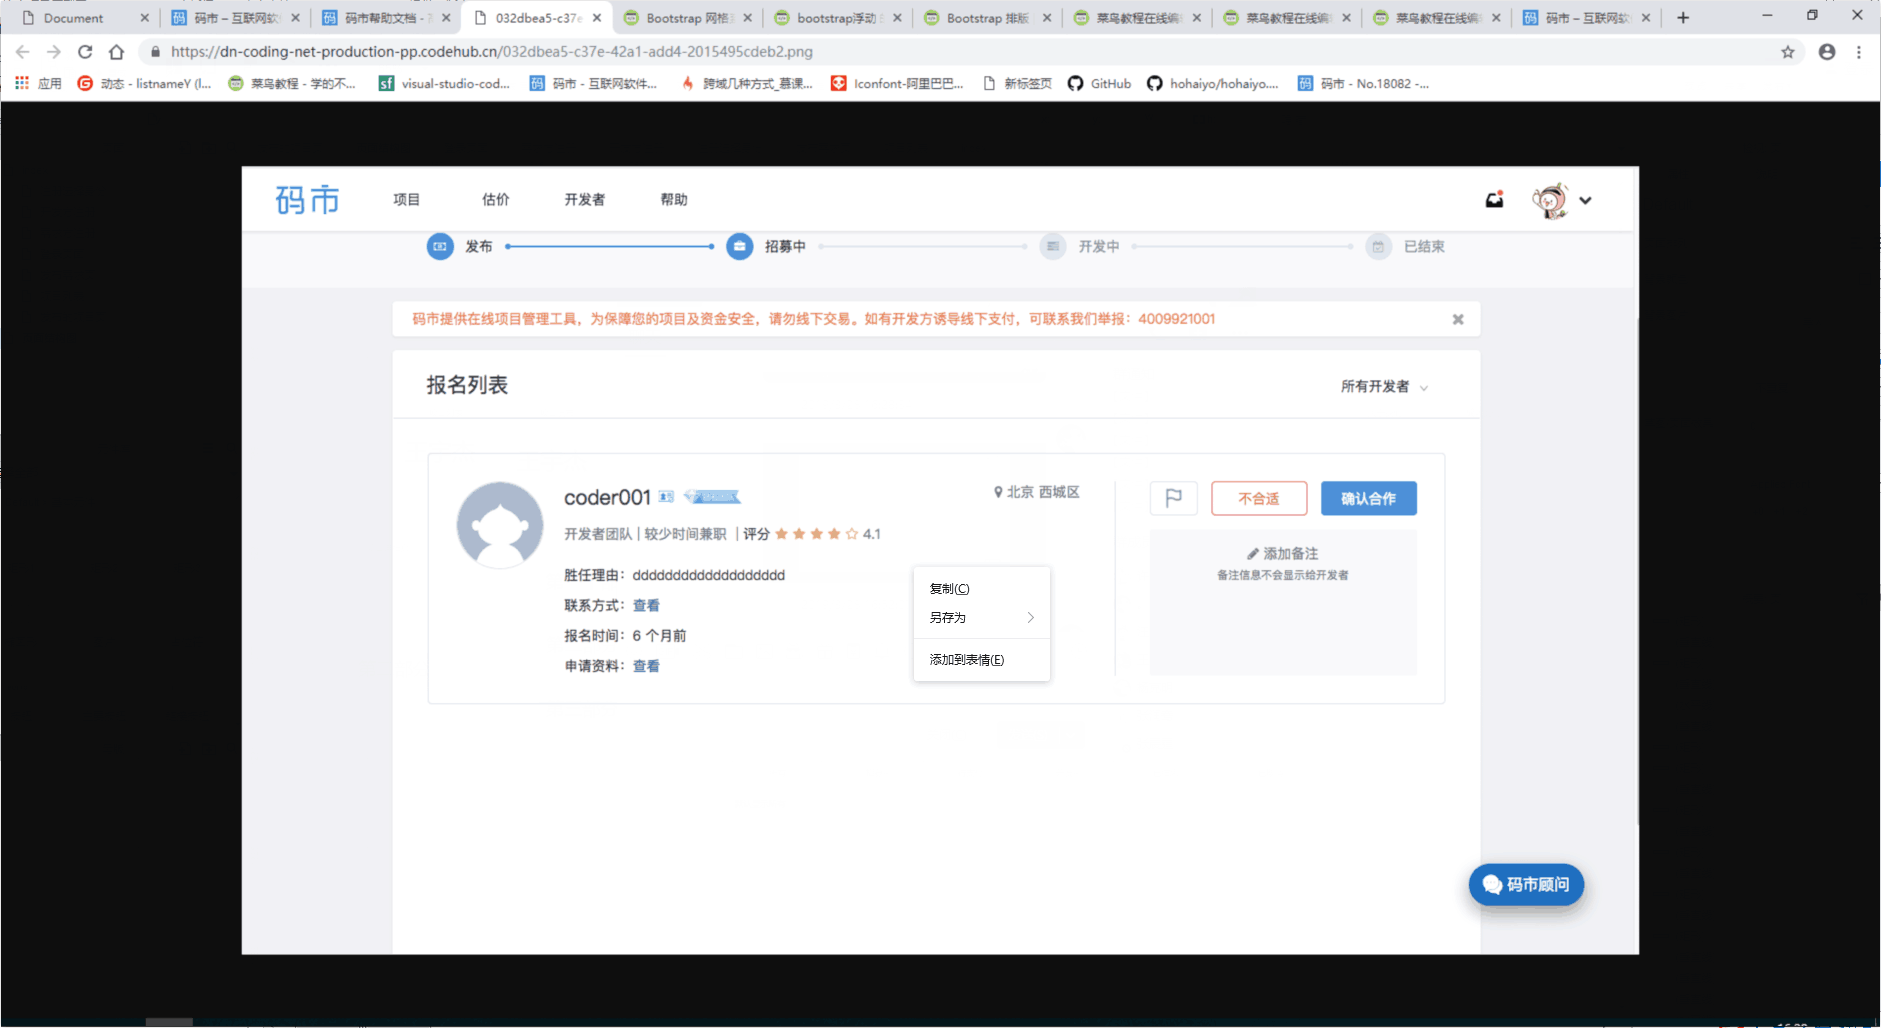 Document
码市 – 互联网软
码市帮助文档 -
032dbea5-c37e
Bootstrap 网格
bootstrap浮动
Bootstrap 排版
菜鸟教程在线编
菜鸟教程在线编
菜鸟教程在线编
码市 – 互联网软
https://dn-coding-net-production-pp.codehub.cn/032dbea5-c37e-42a1-add4-2015495cdeb2.png
应用
动态 - listnameY (l...
菜鸟教程 - 学的不...
visual-studio-cod...
码市 - 互联网软件...
跨域几种方式_慕课...
Iconfont-阿里巴巴...
新标签页
GitHub
hohaiyo/hohaiyo....
码市 - No.18082 -...
码市
项目
估价
开发者
帮助
发布
招募中
开发中
已结束
码市提供在线项目管理工具，为保障您的项目及资金安全，请勿线下交易。如有开发方诱导线下支付，可联系我们举报：4009921001
报名列表
所有开发者
coder001
北京 西城区
不合适
确认合作
开发者团队 | 较少时间兼职 | 评分 4.1
添加备注
备注信息不会显示给开发者
胜任理由：ddddddddddddddddddd
联系方式：查看
报名时间：6 个月前
申请资料：查看
复制(C)
另存为
添加到表情(E)
码市顾问